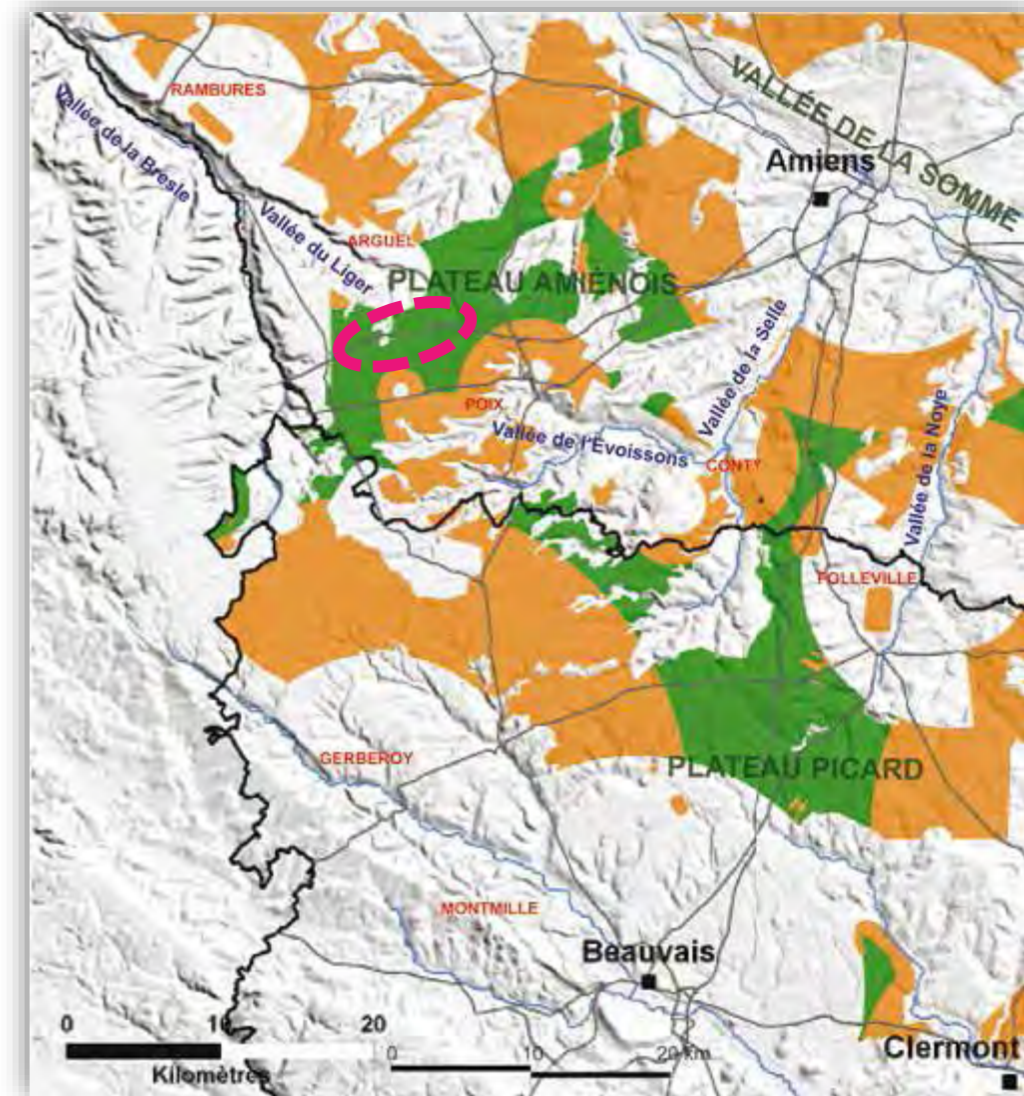 RAMBURES
Vallée de la Bresle
VALLÉE DE LA SOMME
Amiens
Vallée du Liger
ARGUEL
PLATEAU AMIÉNOIS
Vallée de la Selle
POIX
Vallée de l'Évoissons
CONTY
Vallée de la Noye
FOLLEVILLE
GERBEROY
PLATEAU PICARD
MONTMILLE
Beauvais
Clermont
0 10 20
Kilomètres
0 10 20 km